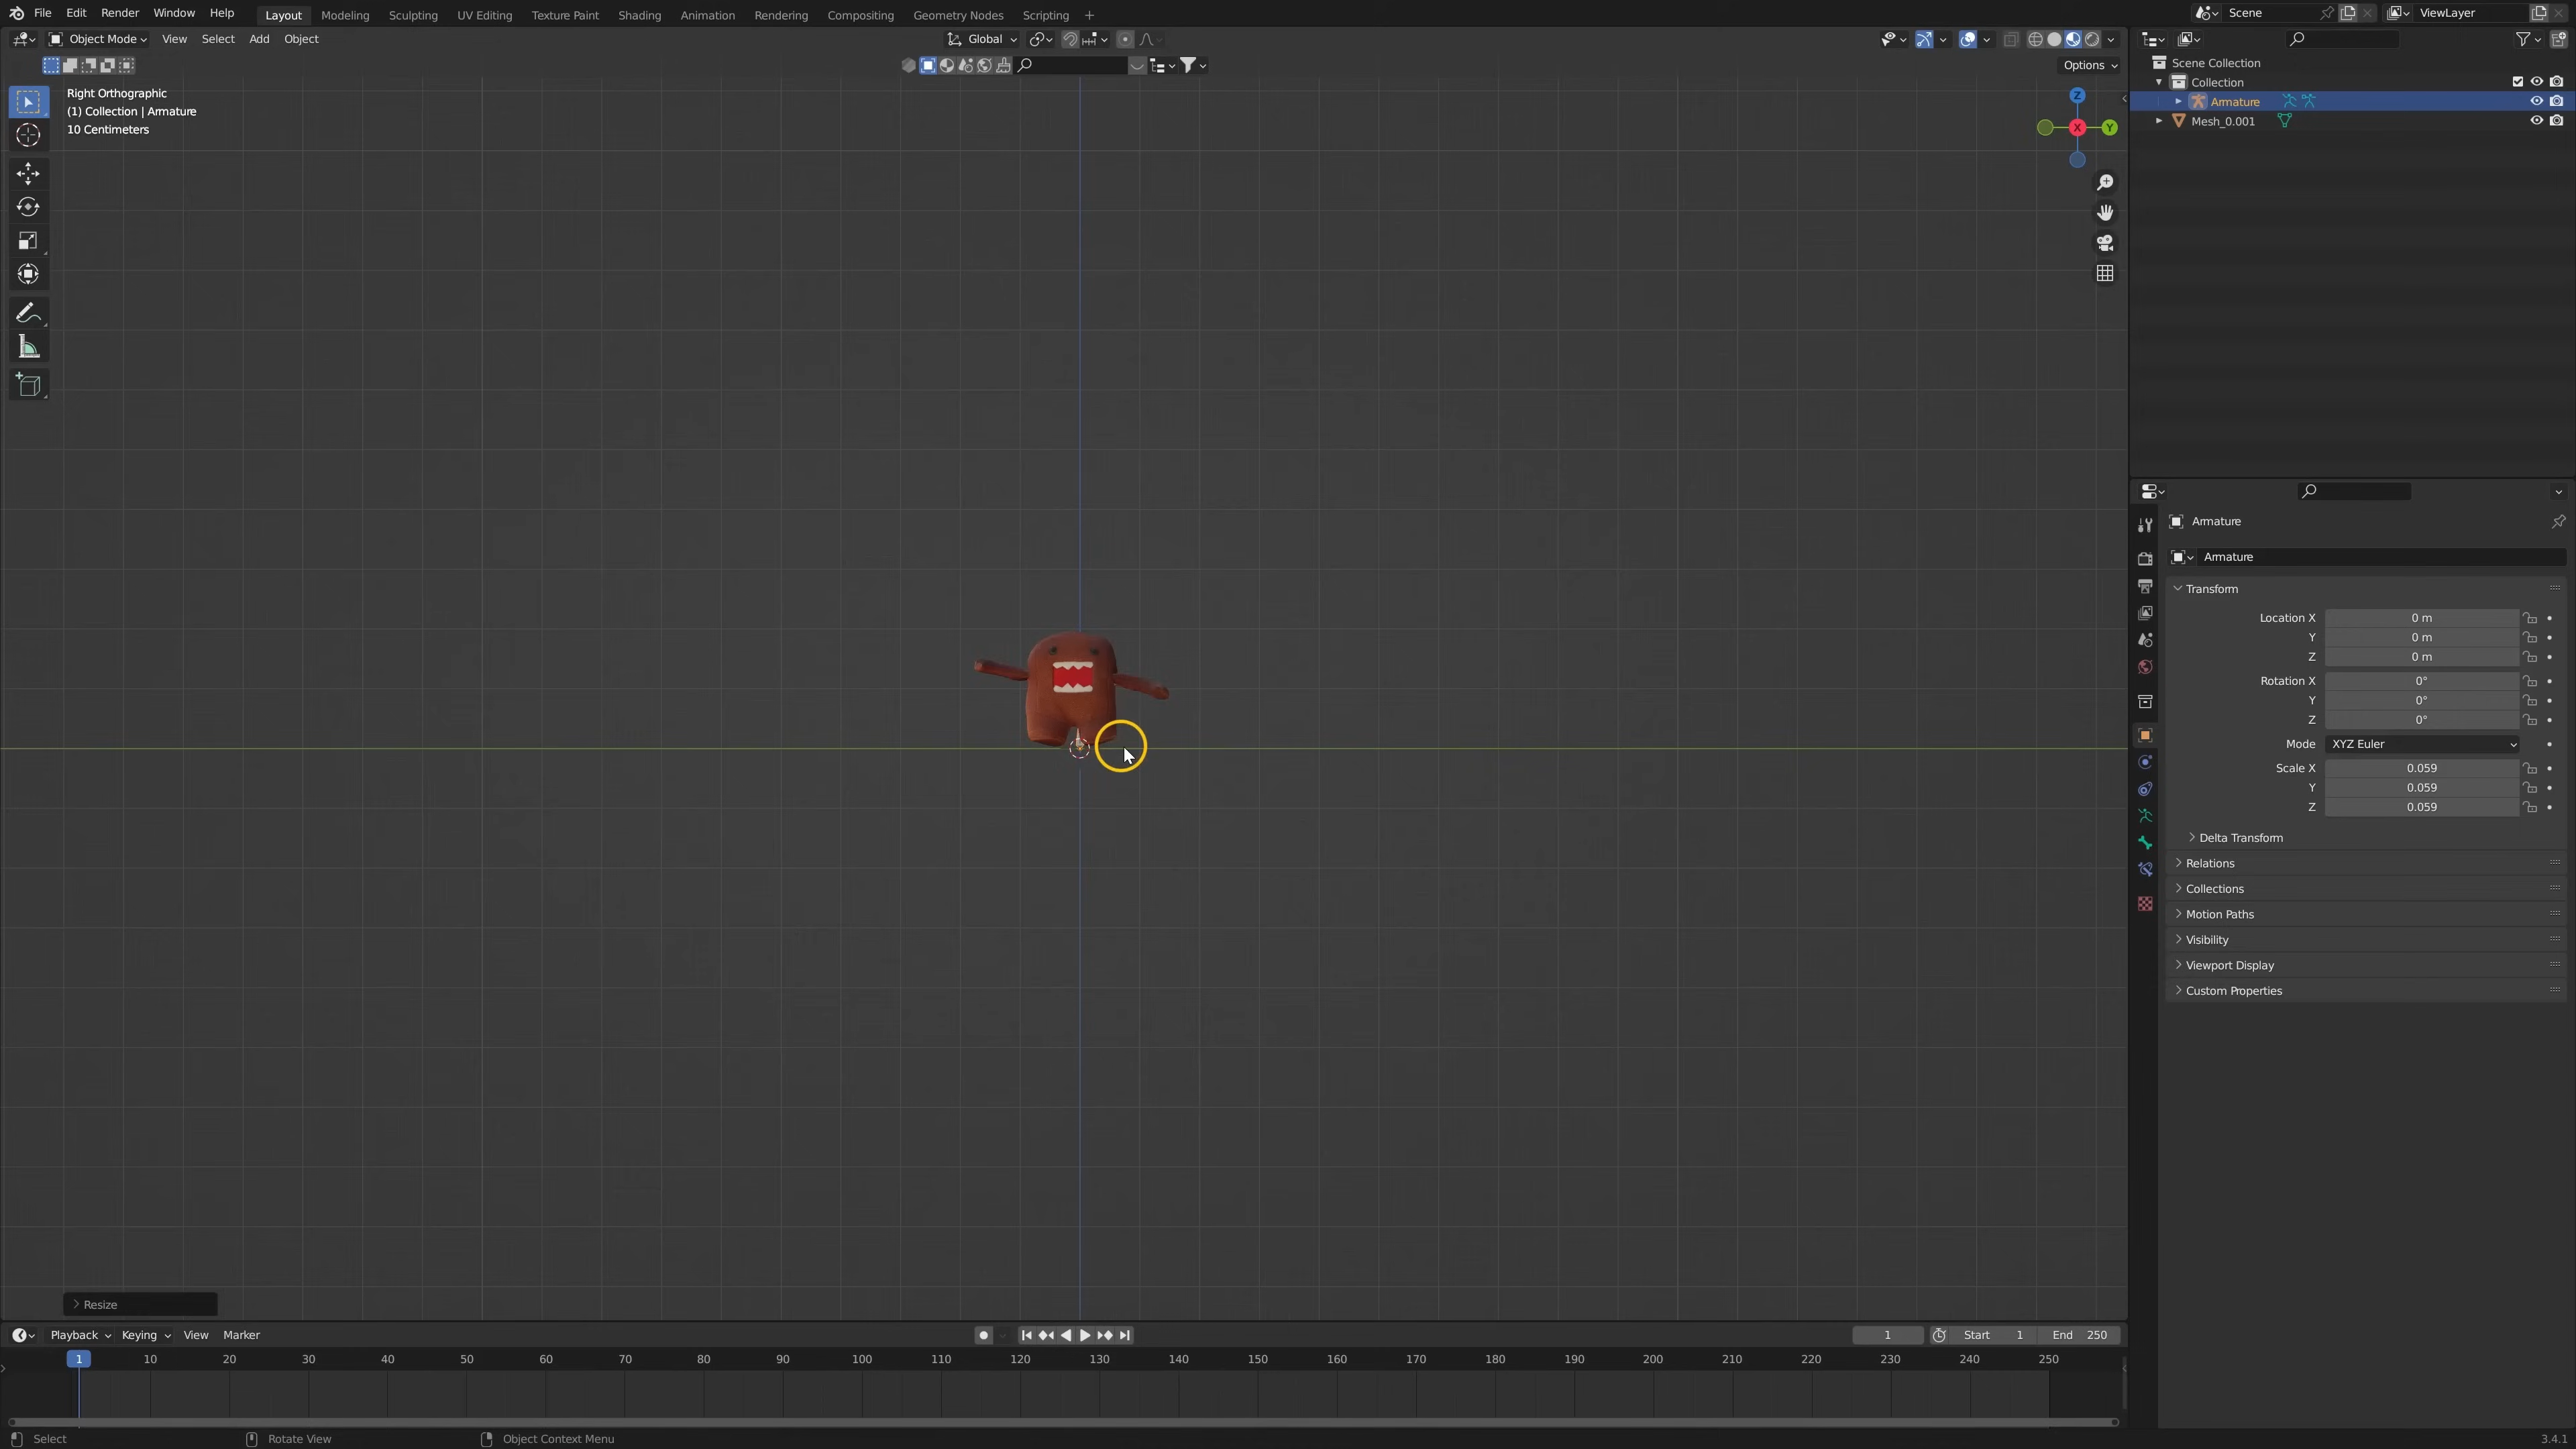 File Edit Render Window Help Layout Modeling Sculpting UV Editing Texture Paint Shading Animation Rendering Compositing Geometry Nodes Scripting + Scene ViewLayer
Object Mode View Select Add Object Global
Options
Right Orthographic
(1) Collection | Armature
10 Centimeters
Z
X
Y
Scene Collection
Collection
Armature
Mesh_0.001
Armature
Armature
Transform
Location X 0 m
Y 0 m
Z 0 m
Rotation X 0°
Y 0°
Z 0°
Mode XYZ Euler
Scale X 0.059
Y 0.059
Z 0.059
Delta Transform
Relations
Collections
Motion Paths
Visibility
Viewport Display
Custom Properties
Resize
Playback Keying View Marker 1 Start 1 End 250
1 10 20 30 40 50 60 70 80 90 100 110 120 130 140 150 160 170 180 190 200 210 220 230 240 250
Select Rotate View Object Context Menu 3.4.1